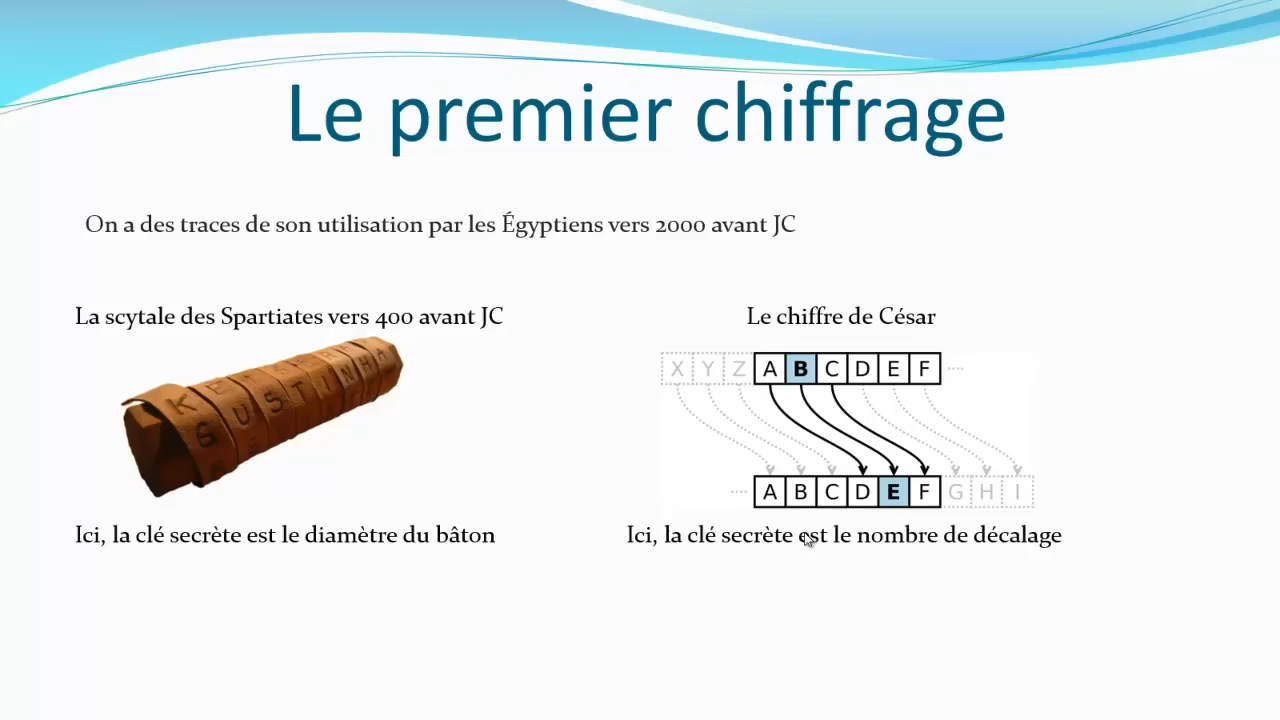 Le premier chiffrage
On a des traces de son utilisation par les Égyptiens vers 2000 avant JC
La scytale des Spartiates vers 400 avant JC
Le chiffre de César
X Y Z A B C D E F ....
.... A B C D E F G H I
Ici, la clé secrète est le diamètre du bâton
Ici, la clé secrète est le nombre de décalage